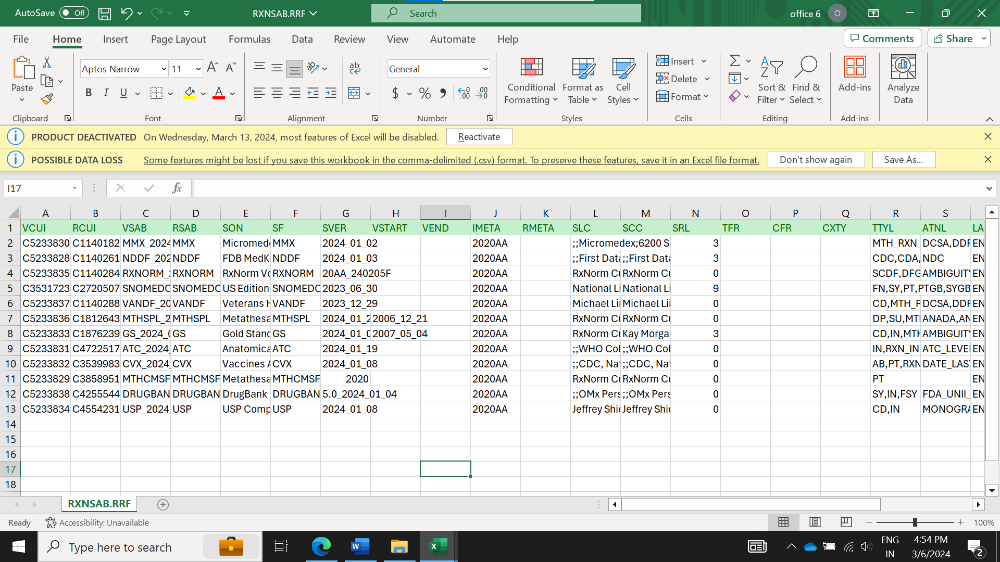 AutoSave Off RXNSAB.RRF Search office 6 O
File Home Insert Page Layout Formulas Data Review View Automate Help Comments Share
Paste Aptos Narrow 11 General Conditional Formatting Format as Table Cell Styles Insert Delete Format Sort & Filter Find & Select Add-ins Analyze Data
Clipboard Font Alignment Number Styles Cells Editing Add-ins
PRODUCT DEACTIVATED On Wednesday, March 13, 2024, most features of Excel will be disabled. Reactivate
POSSIBLE DATA LOSS Some features might be lost if you save this workbook in the comma-delimited (.csv) format. To preserve these features, save it in an Excel file format. Don't show again Save As...
I17 fx
A B C D E F G H I J K L M N O P Q R S
1 VCUI RCUI VSAB RSAB SON SF SVER VSTART VEND IMETA RMETA SLC SCC SRL TFR CFR CXTY TTYL ATNL LA
2 C5233830 C1140182 MMX_2024 MMX Micromed MMX 2024_01_02 2020AA ;;Micromedex;6200 S 3 MTH_RXN_ DCSA,DDF EN
3 C5233828 C1140261 NDDF_202 NDDF FDB MedK NDDF 2024_01_03 2020AA ;;First Data ;;First Data 3 CDC,CDA, NDC EN
4 C5233835 C1140284 RXNORM_ RXNORM RxNorm Vo RXNORM 20AA_240205F 2020AA RxNorm Cu RxNorm Cu 0 SCDF,DFG AMBIGUITY EN
5 C3531723 C2720507 SNOMEDC SNOMEDC US Edition SNOMEDC 2023_06_30 2020AA National Li National Li 9 FN,SY,PT,PTGB,SYGB EN
6 C5233837 C1140288 VANDF_20 VANDF Veterans H VANDF 2023_12_29 2020AA Michael Lin Michael Lin 0 CD,MTH_R DCSA,DDF EN
7 C5233836 C1812643 MTHSPL_2 MTHSPL Metathesa MTHSPL 2024_01_2 2006_12_21 2020AA RxNorm Cu RxNorm Cu 0 DP,SU,MT ANADA,AN EN
8 C5233833 C1876239 GS_2024_0 GS Gold Stand GS 2024_01_0 2007_05_04 2020AA RxNorm Cu Kay Morga 3 CD,IN,MTH AMBIGUITY EN
9 C5233831 C4722517 ATC_2024_ ATC Anatomica ATC 2024_01_19 2020AA ;;WHO Col ;;WHO Col 0 IN,RXN_IN, ATC_LEVE EN
10 C5233832 C3539983 CVX_2024_ CVX Vaccines A CVX 2024_01_08 2020AA ;;CDC, Nat ;;CDC, Nat 0 AB,PT,RXN DATE_LAST EN
11 C5233829 C3858951 MTHCMSF MTHCMSF Metathesa MTHCMSF 2020 2020AA RxNorm Cu RxNorm Cu 0 PT EN
12 C5233838 C4255544 DRUGBAN DRUGBAN DrugBank DRUGBAN 5.0_2024_01_04 2020AA ;;OMx Pers ;;OMx Pers 0 SY,IN,FSY FDA_UNII_ EN
13 C5233834 C4554231 USP_2024_ USP USP Comp USP 2024_01_08 2020AA Jeffrey Shic Jeffrey Shic 0 CD,IN MONOGRA EN
14
15
16
17
18
RXNSAB.RRF
Ready Accessibility: Unavailable 100%
Type here to search ENG IN 4:54 PM 3/6/2024 2